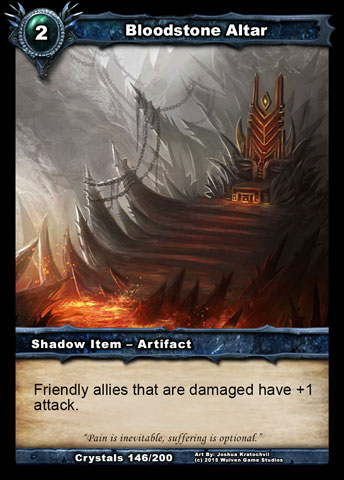 2
Bloodstone Altar
Shadow Item – Artifact
Friendly allies that are damaged have +1
attack.
"Pain is inevitable, suffering is optional."
Crystals 146/200
Art By: Joshua Kratochvil
(c) 2015 Wulven Game Studios